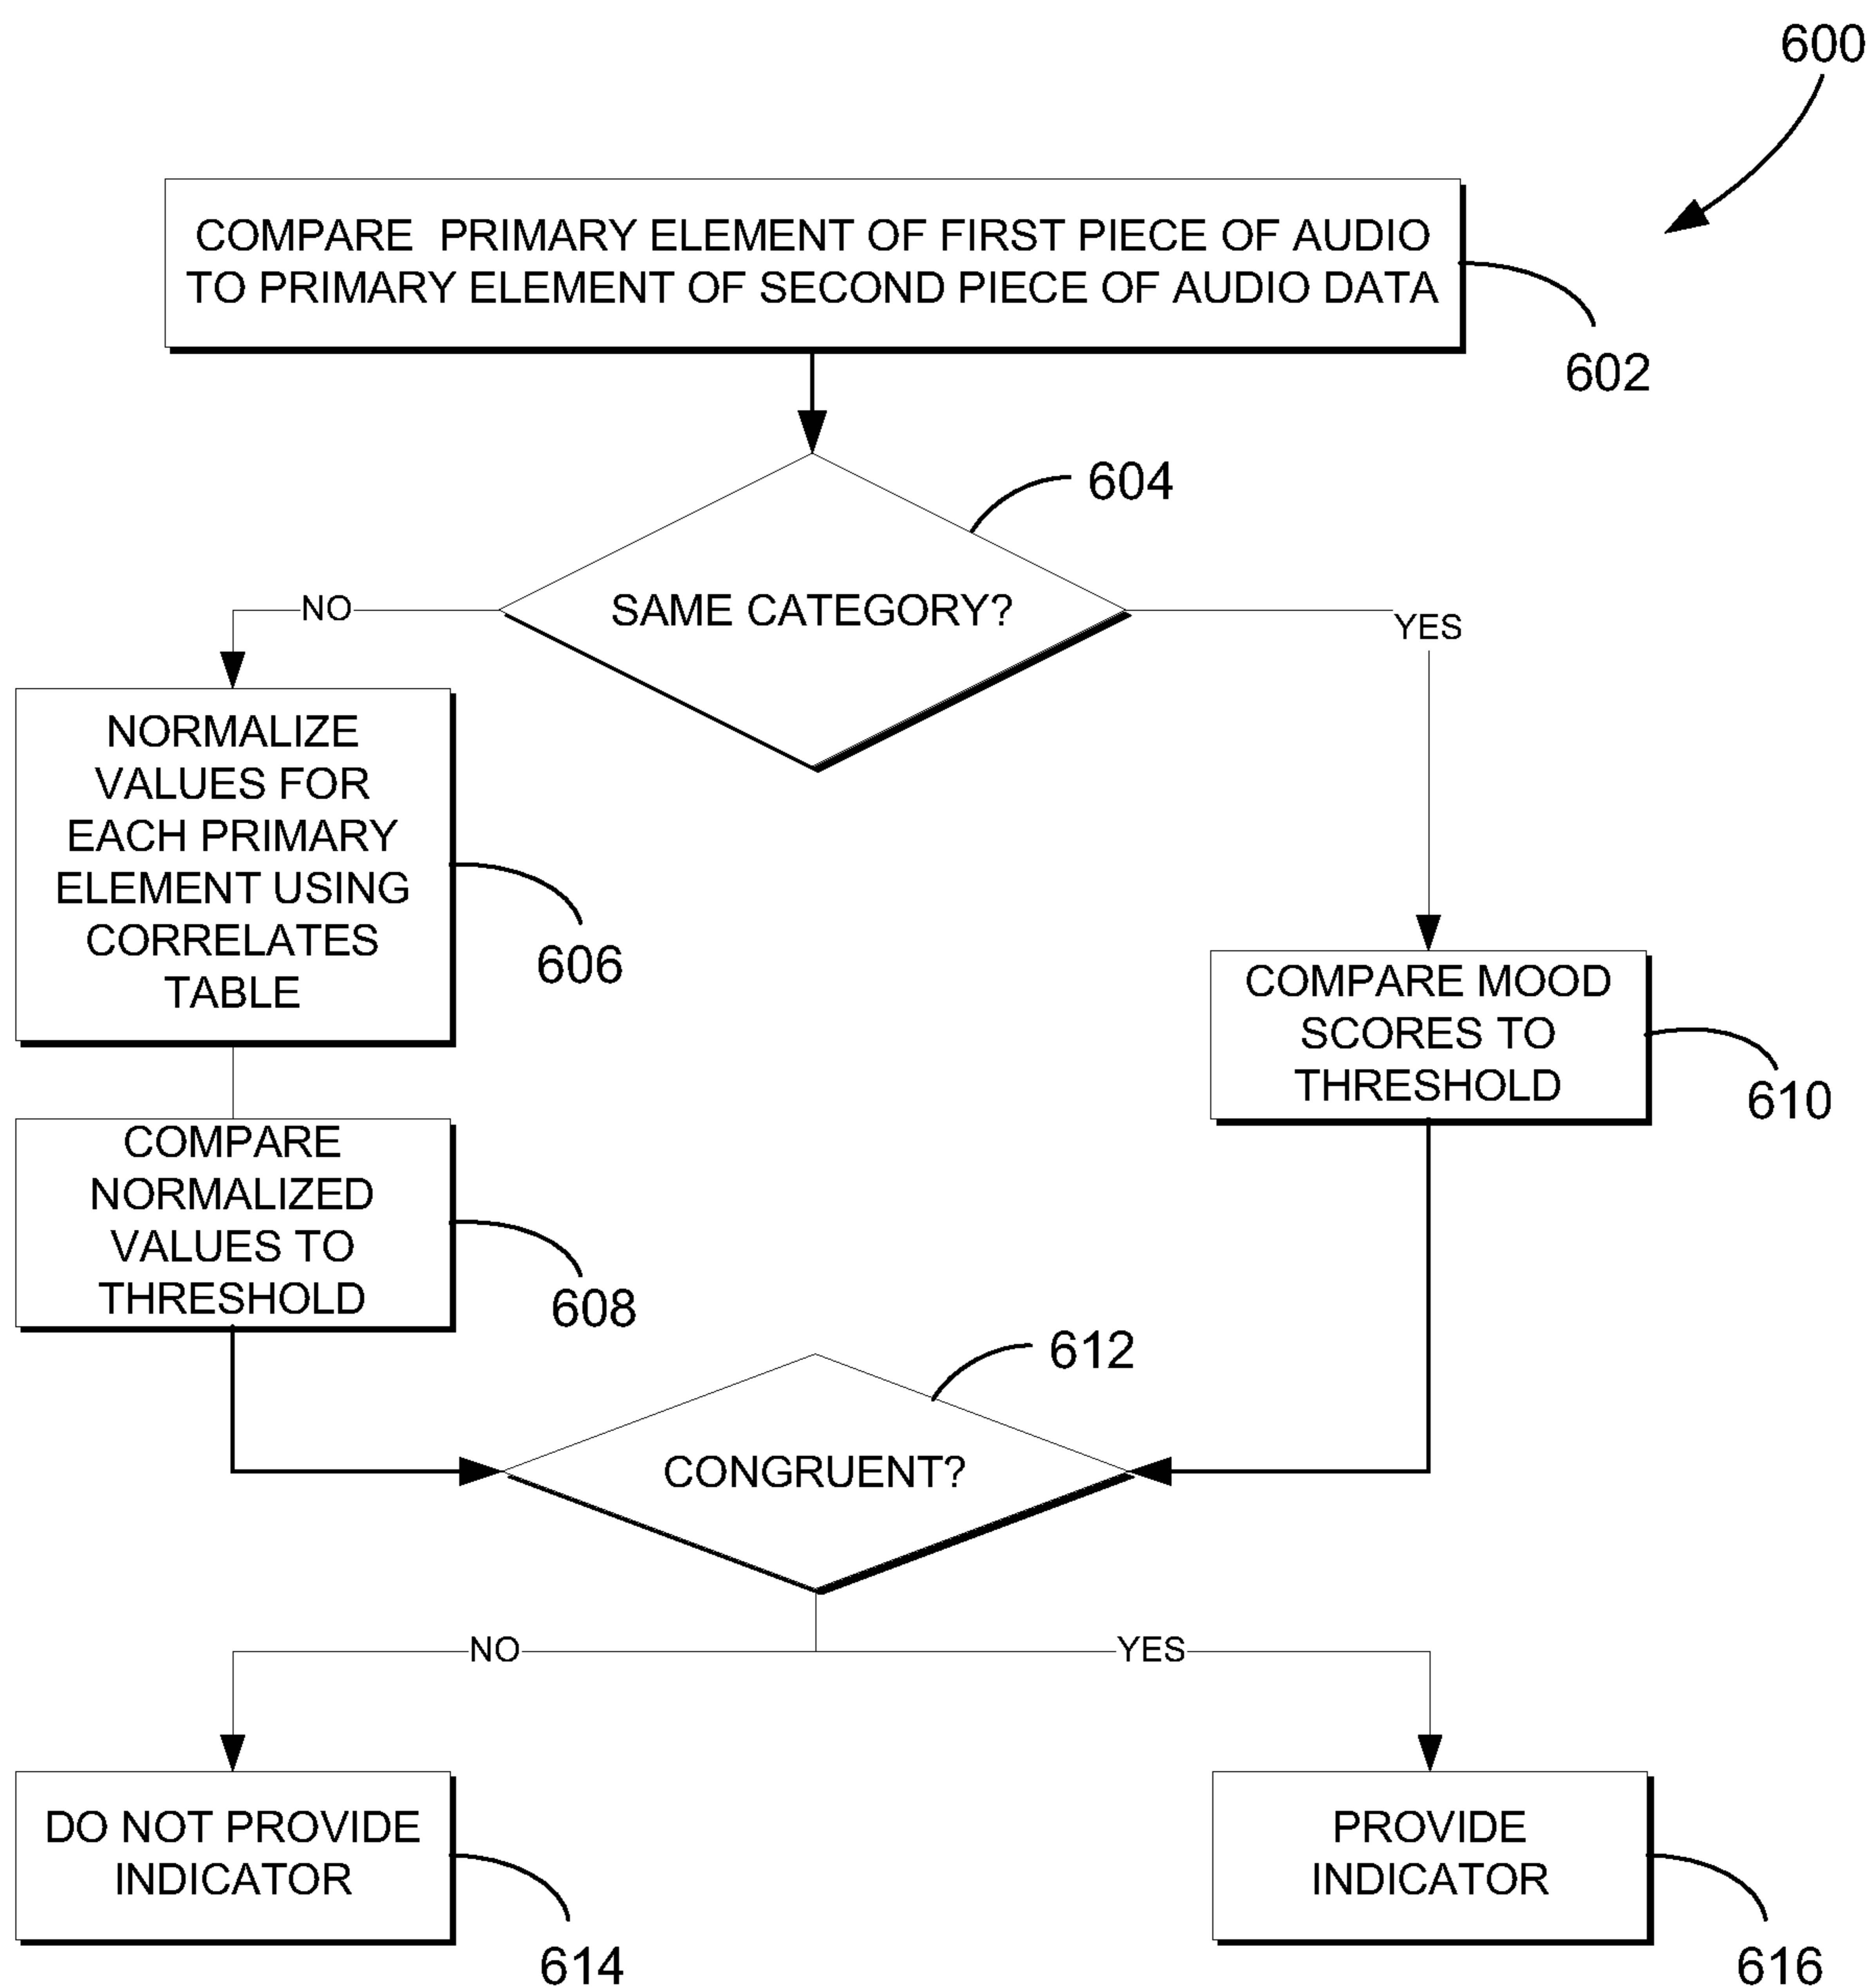 600
COMPARE PRIMARY ELEMENT OF FIRST PIECE OF AUDIO
TO PRIMARY ELEMENT OF SECOND PIECE OF AUDIO DATA
602
604
SAME CATEGORY?
NO
YES
NORMALIZE
VALUES FOR
EACH PRIMARY
ELEMENT USING
CORRELATES
TABLE
606
COMPARE MOOD
SCORES TO
THRESHOLD
610
COMPARE
NORMALIZED
VALUES TO
THRESHOLD
608
612
CONGRUENT?
NO
YES
DO NOT PROVIDE
INDICATOR
614
PROVIDE
INDICATOR
616